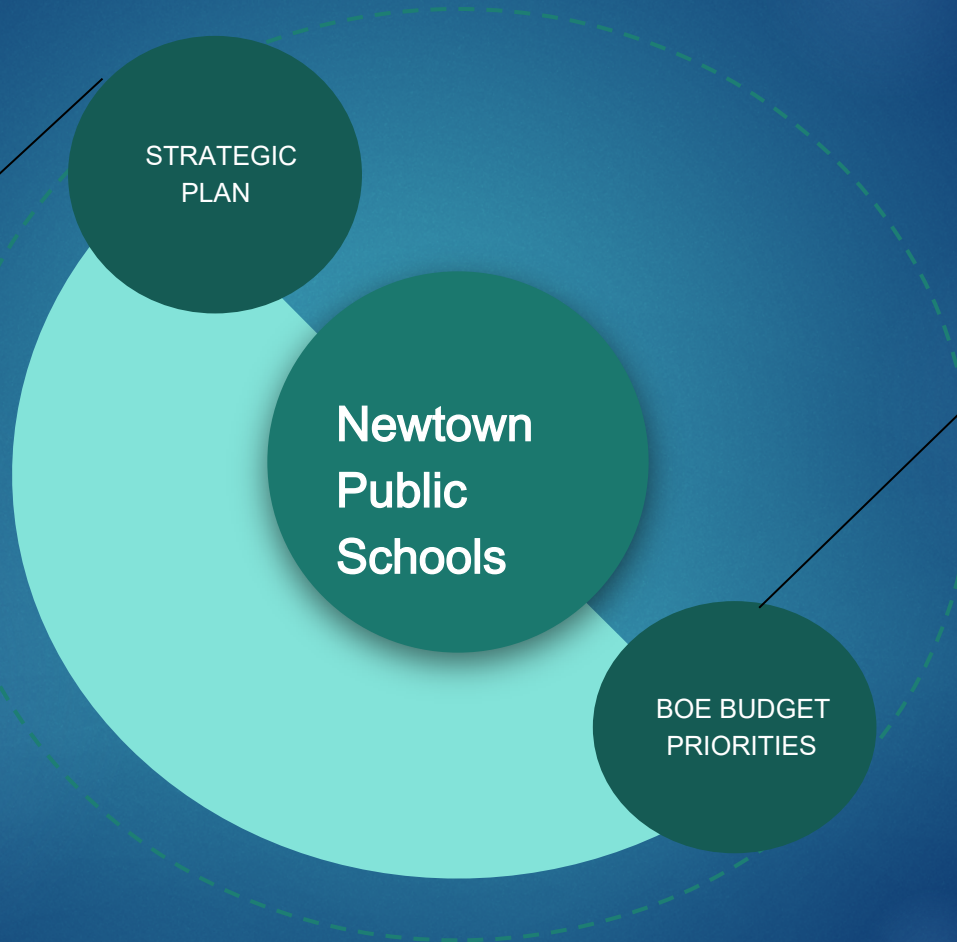 STRATEGIC
PLAN
Newtown
Public
Schools
BOE BUDGET
PRIORITIES